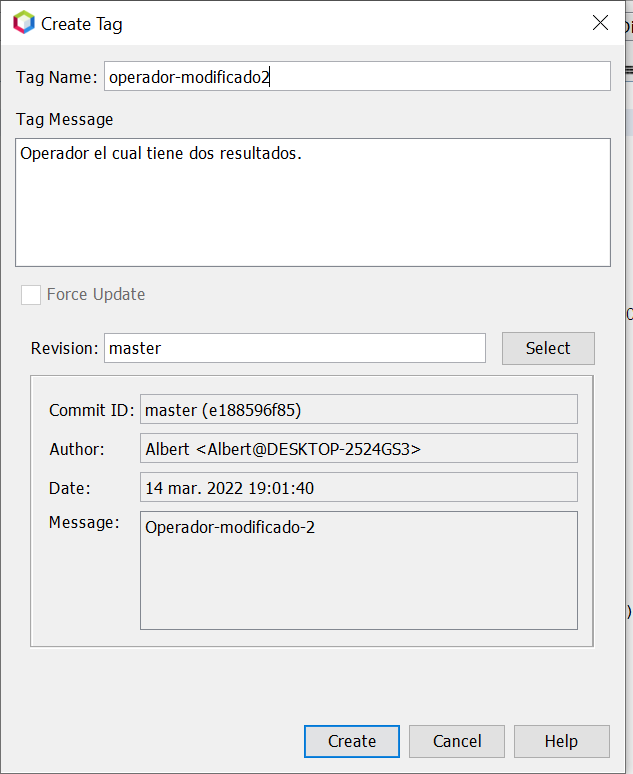 Create Tag
Tag Name: operador-modificado2
Tag Message
Operador el cual tiene dos resultados.
Force Update
Revision: master Select
Commit ID: master (e188596f85)
Author: Albert <Albert@DESKTOP-2524GS3>
Date: 14 mar. 2022 19:01:40
Message: Operador-modificado-2
Create Cancel Help